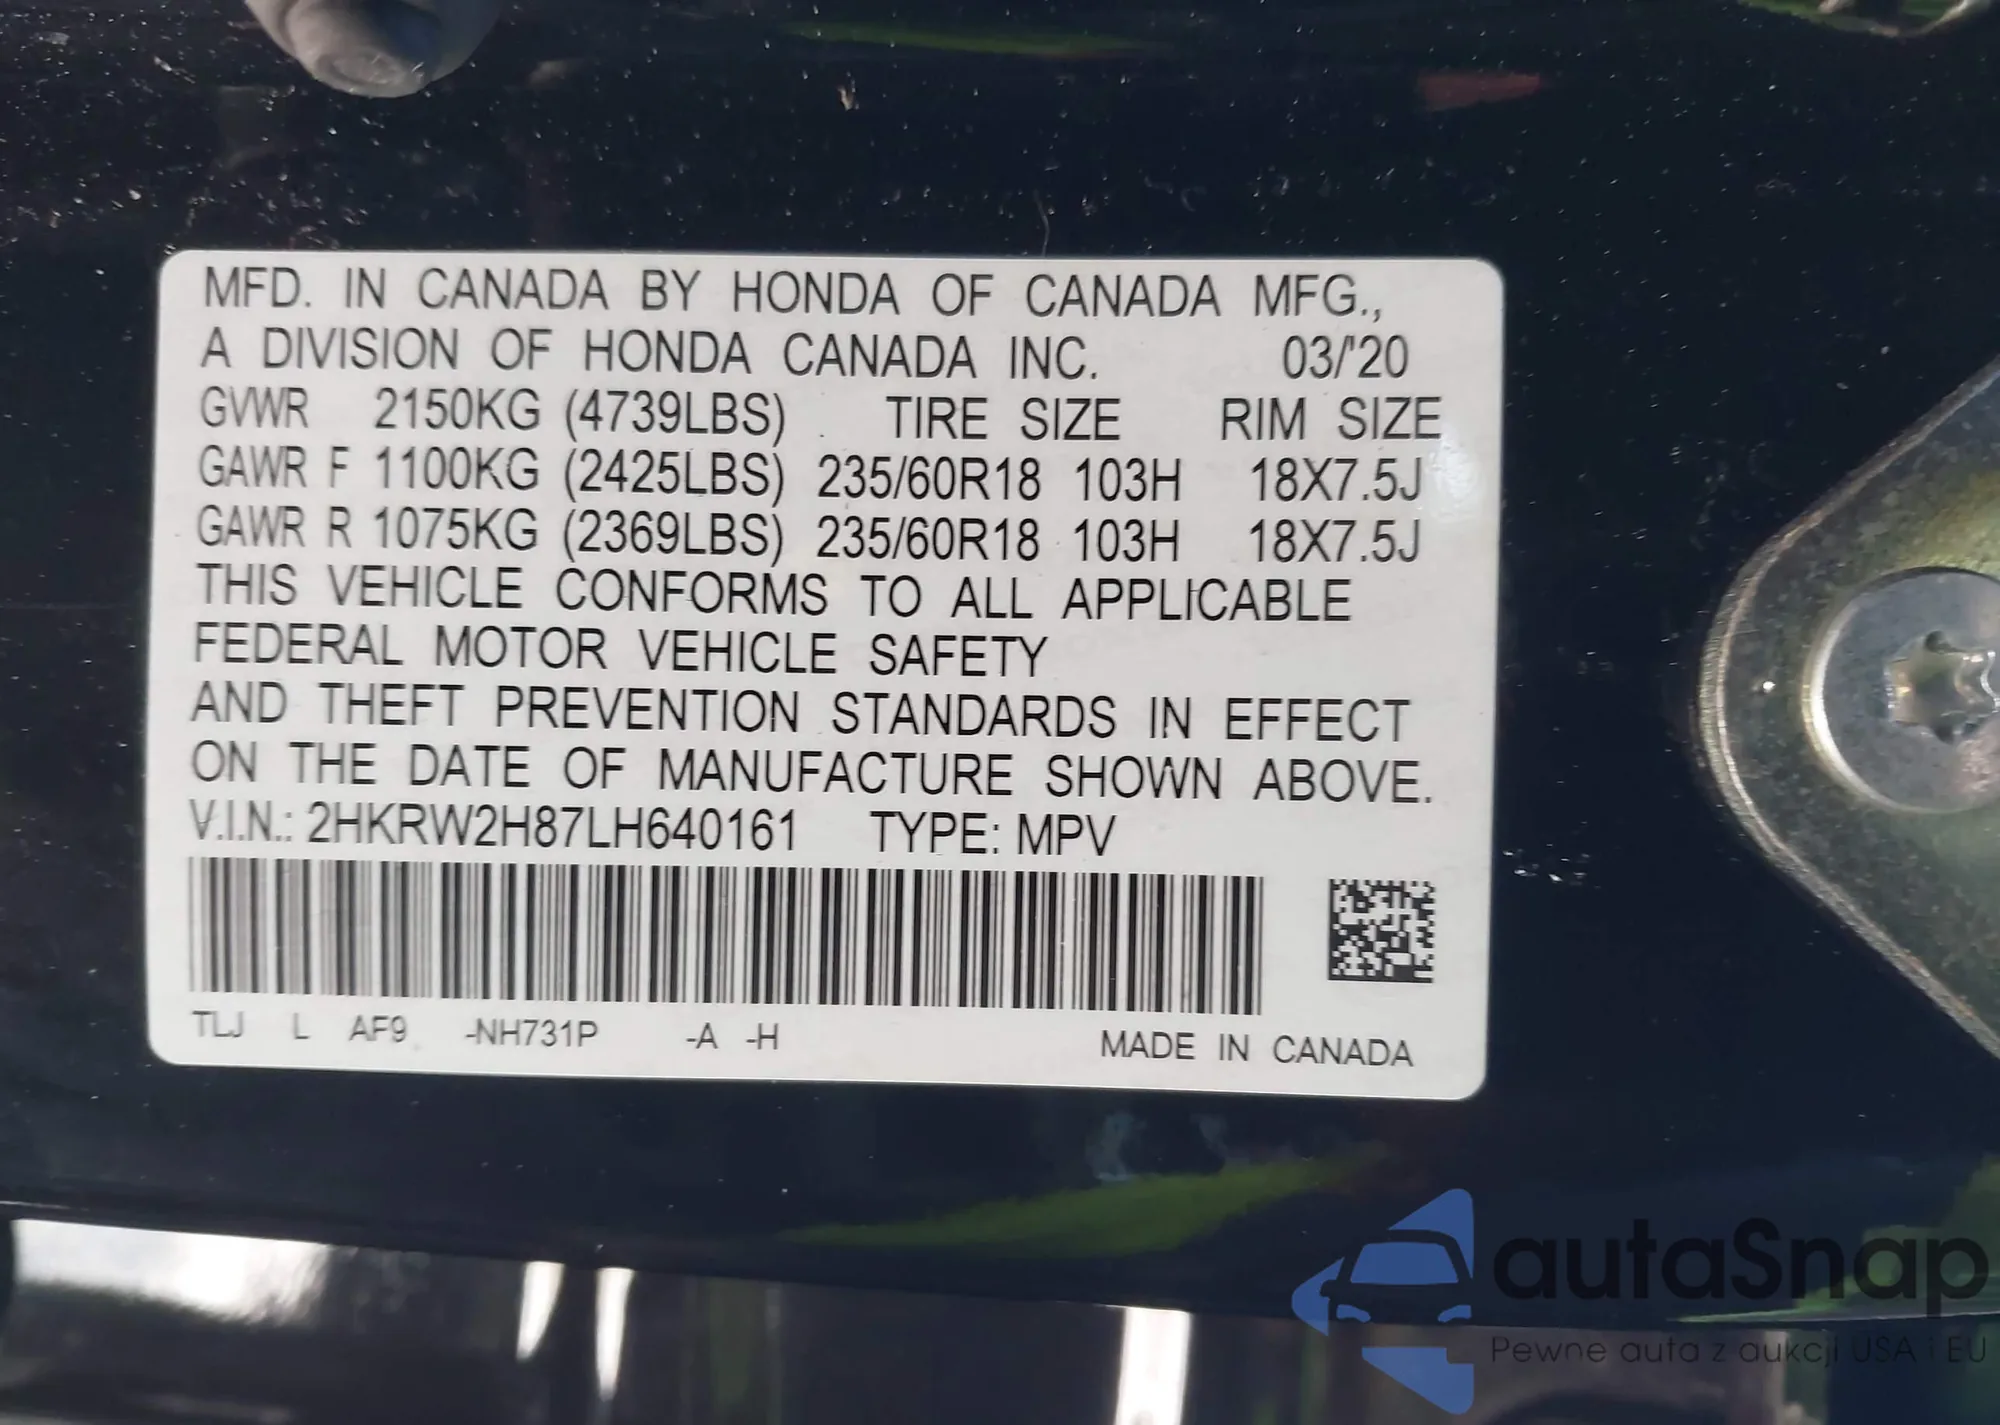 MFD. IN CANADA BY HONDA OF CANADA MFG.,
A DIVISION OF HONDA CANADA INC. 03/'20
GVWR 2150KG (4739LBS) TIRE SIZE RIM SIZE
GAWR F 1100KG (2425LBS) 235/60R18 103H 18X7.5J
GAWR R 1075KG (2369LBS) 235/60R18 103H 18X7.5J
THIS VEHICLE CONFORMS TO ALL APPLICABLE
FEDERAL MOTOR VEHICLE SAFETY
AND THEFT PREVENTION STANDARDS IN EFFECT
ON THE DATE OF MANUFACTURE SHOWN ABOVE.
V.I.N.: 2HKRW2H87LH640161 TYPE: MPV
TLJ L AF9 -NH731P -A -H MADE IN CANADA
autaSnap
Pewne auta z aukcji USA i EU